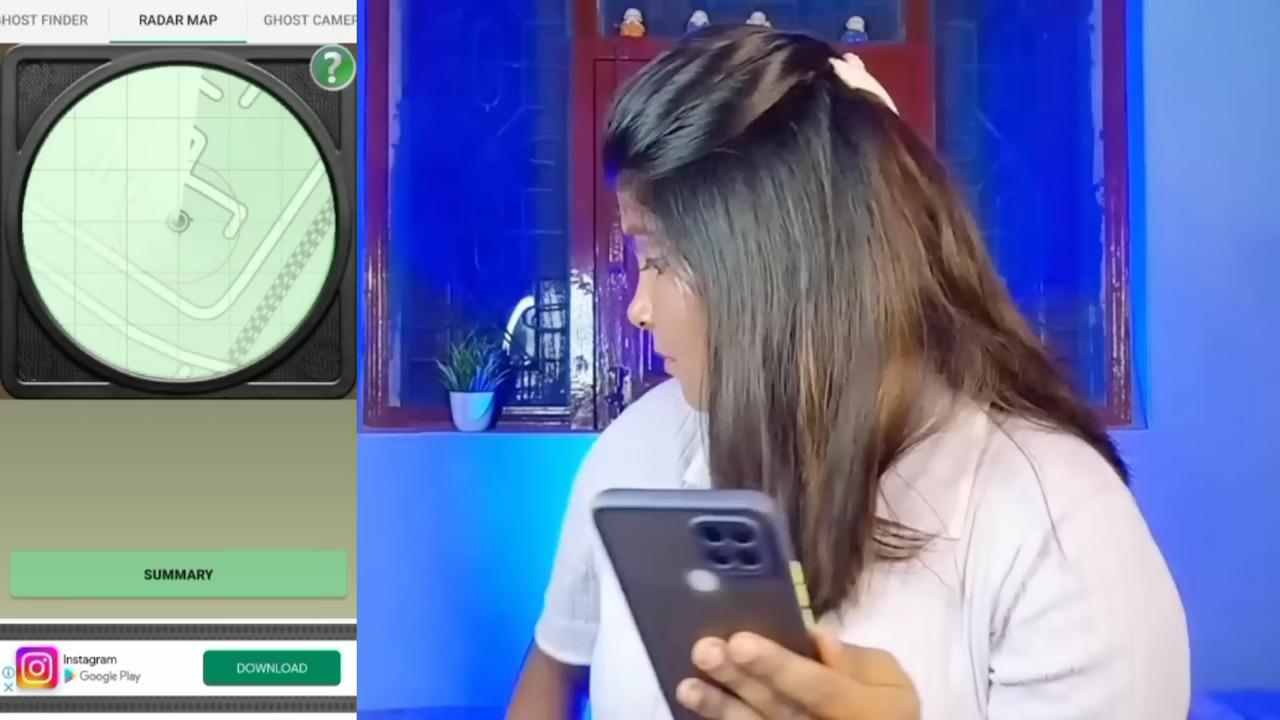 HOST FINDER
RADAR MAP
GHOST CAMER
?
SUMMARY
Instagram
Google Play
DOWNLOAD